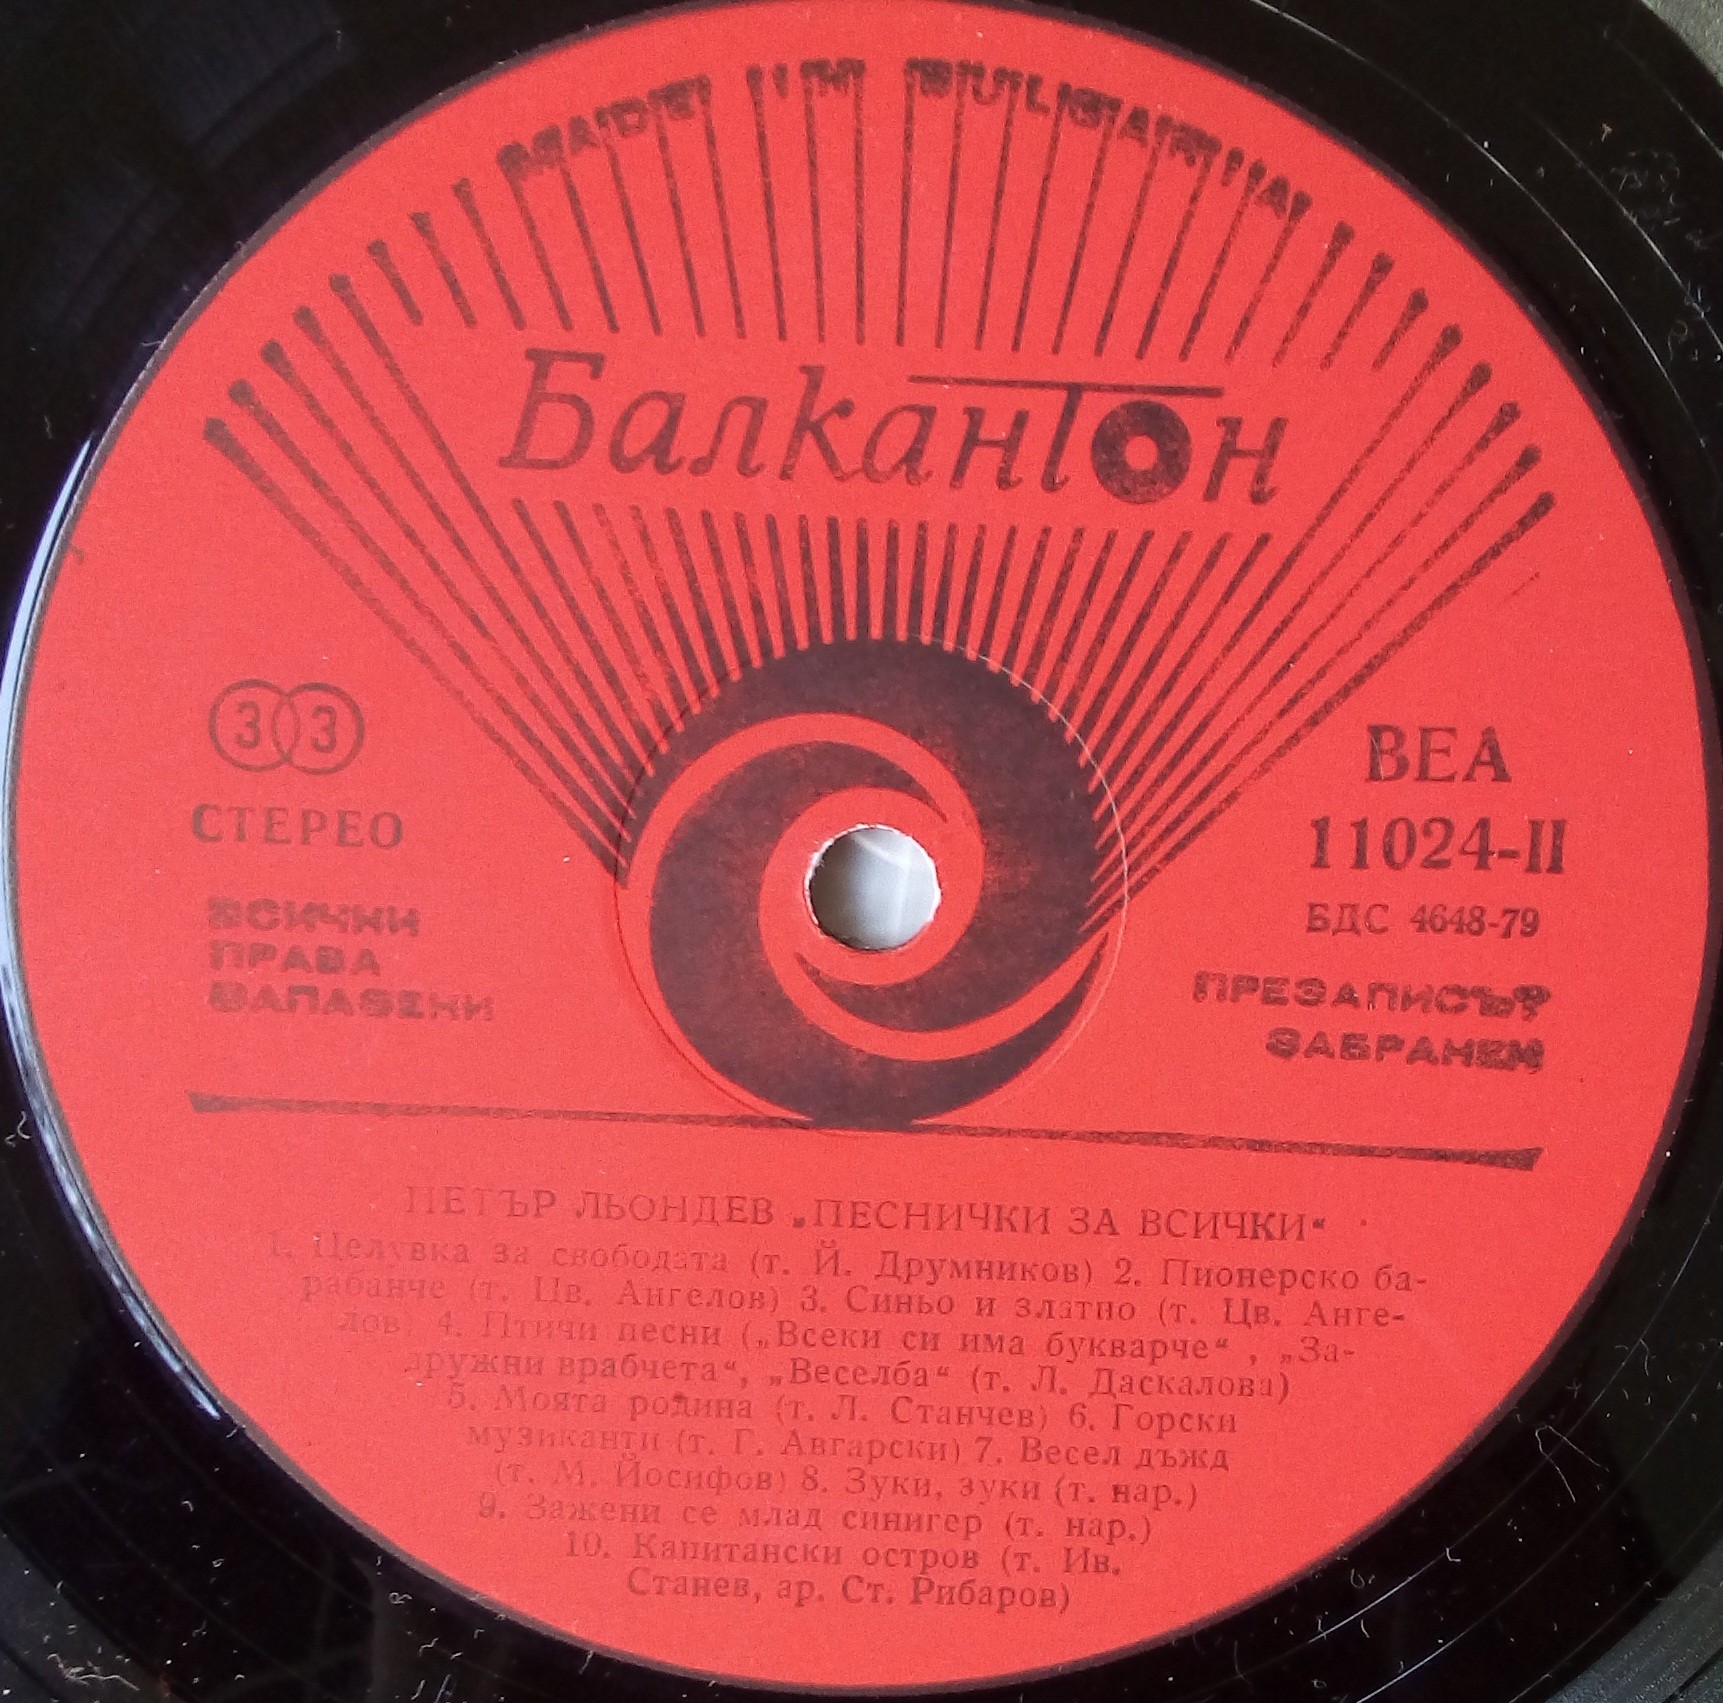 MADE IN BULGARIA
Балкантон
33
СТЕРЕО
ВСИЧКИ
ПРАВА
ЗАПАЗЕНИ
ВЕА
11024-II
БДС 4648-79
ПРЕЗАПИСЪТ
ЗАБРАНЕН
ПЕТЪР ЛЬОНДЕВ „ПЕСНИЧКИ ЗА ВСИЧКИ“
1. Целувка за свободата (т. Й. Друмников) 2. Пионерско ба-
рабанче (т. Цв. Ангелов) 3. Синьо и златно (т. Цв. Анге-
лов) 4. Птичи песни („Всеки си има букварче“ , „За-
дружни врабчета“, „Веселба“ (т. Л. Даскалова)
5. Моята родина (т. Л. Станчев) 6. Горски
музиканти (т. Г. Авгарски) 7. Весел дъжд
(т. М. Йосифов) 8. Зуки, зуки (т. нар.)
9. Зажени се млад синигер (т. нар.)
10. Капитански остров (т. Ив.
Станев, ар. Ст. Рибаров)